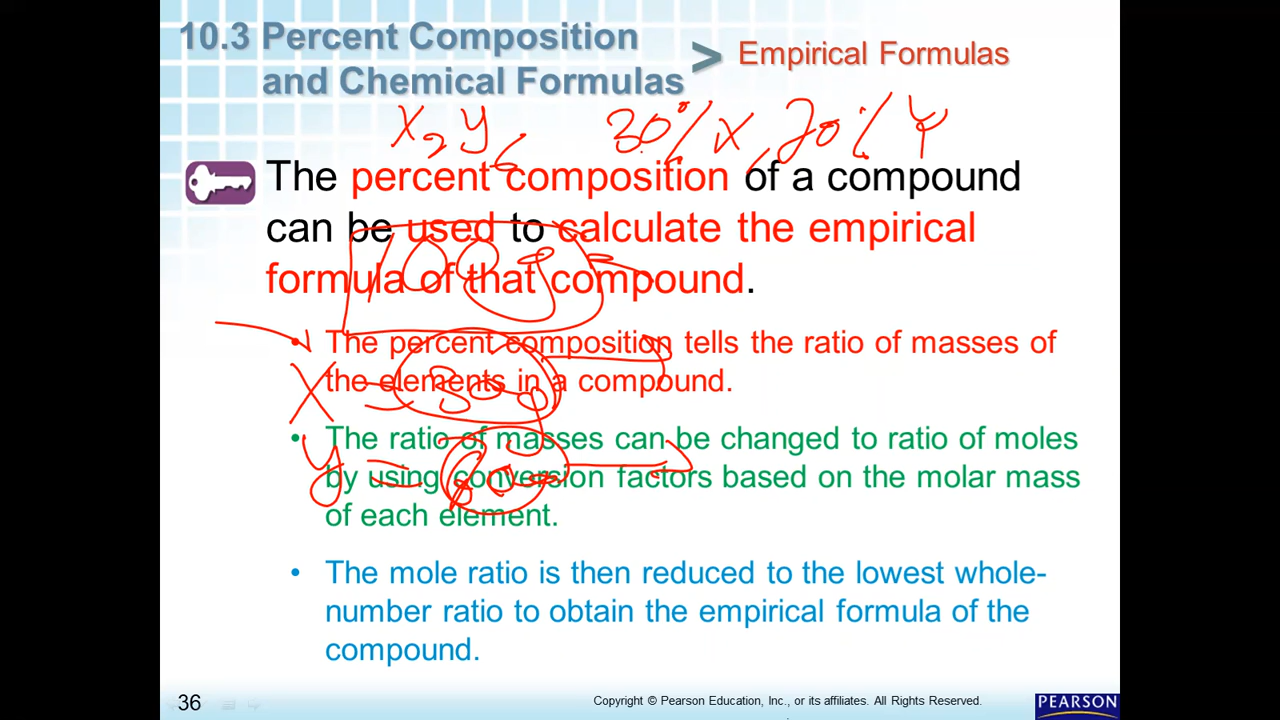 10.3 Percent Composition
and Chemical Formulas
> Empirical Formulas
X2 y6 30% X, 70% Y
The percent composition of a compound
can be used to calculate the empirical
formula of that compound.
100g
• The percent composition tells the ratio of masses of
the elements in a compound.
X =
• The ratio of masses can be changed to ratio of moles
by using conversion factors based on the molar mass
of each element.
y =
• The mole ratio is then reduced to the lowest whole-
number ratio to obtain the empirical formula of the
compound.
36
Copyright © Pearson Education, Inc., or its affiliates. All Rights Reserved.
PEARSON